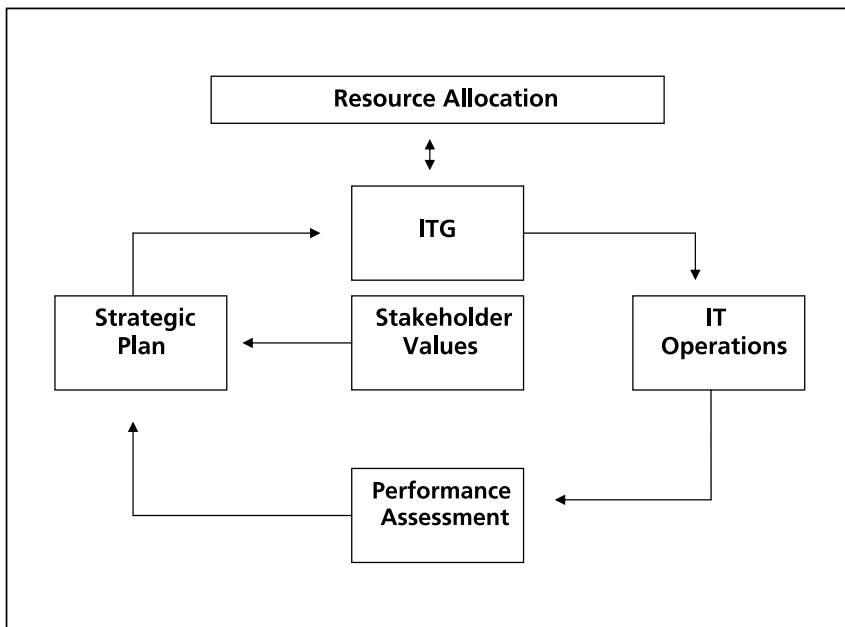 Resource Allocation
ITG
Strategic
Plan
Stakeholder
Values
IT
Operations
Performance
Assessment